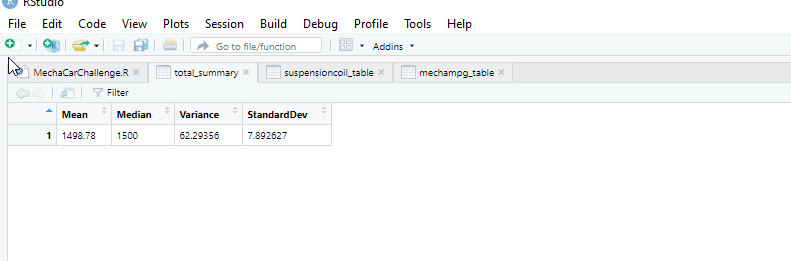 RStudio
File Edit Code View Plots Session Build Debug Profile Tools Help
Go to file/function Addins
MechaCarChallenge.R total_summary suspensioncoil_table mechampg_table
Filter
Mean Median Variance StandardDev
1 1498.78 1500 62.29356 7.892627